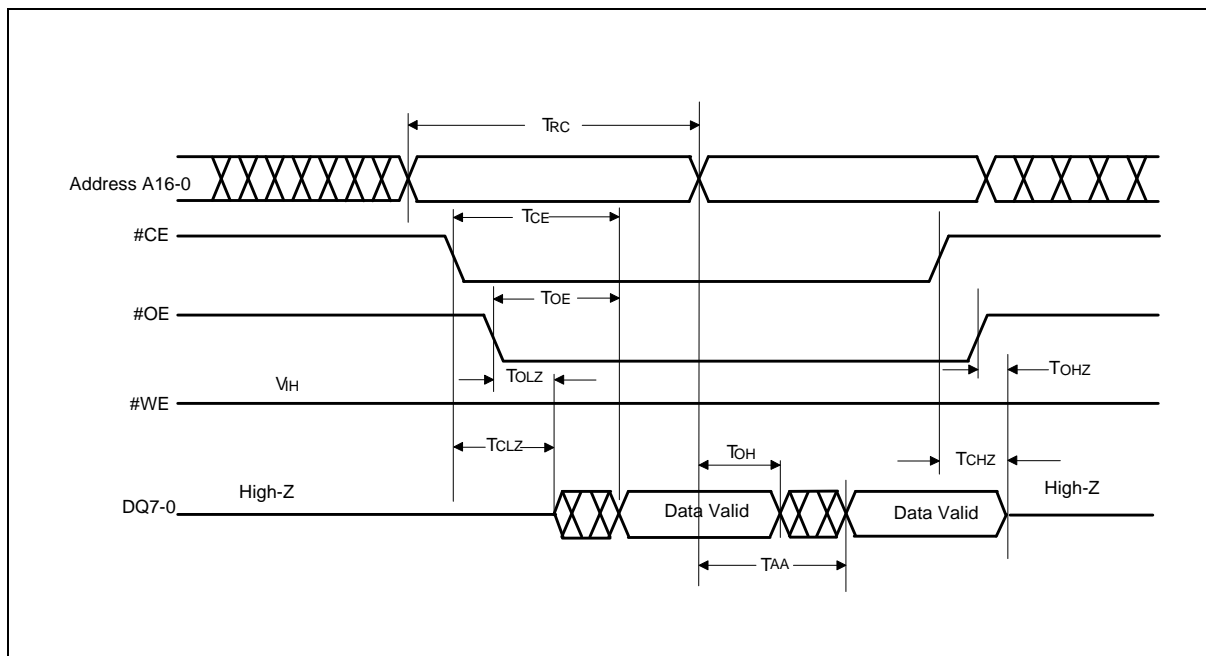 TRC
Address A16-0
TCE
#CE
TOE
#OE
TOLZ
TOHZ
VIH
#WE
TCLZ
TOH
TCHZ
High-Z
High-Z
DQ7-0
Data Valid
Data Valid
TAA